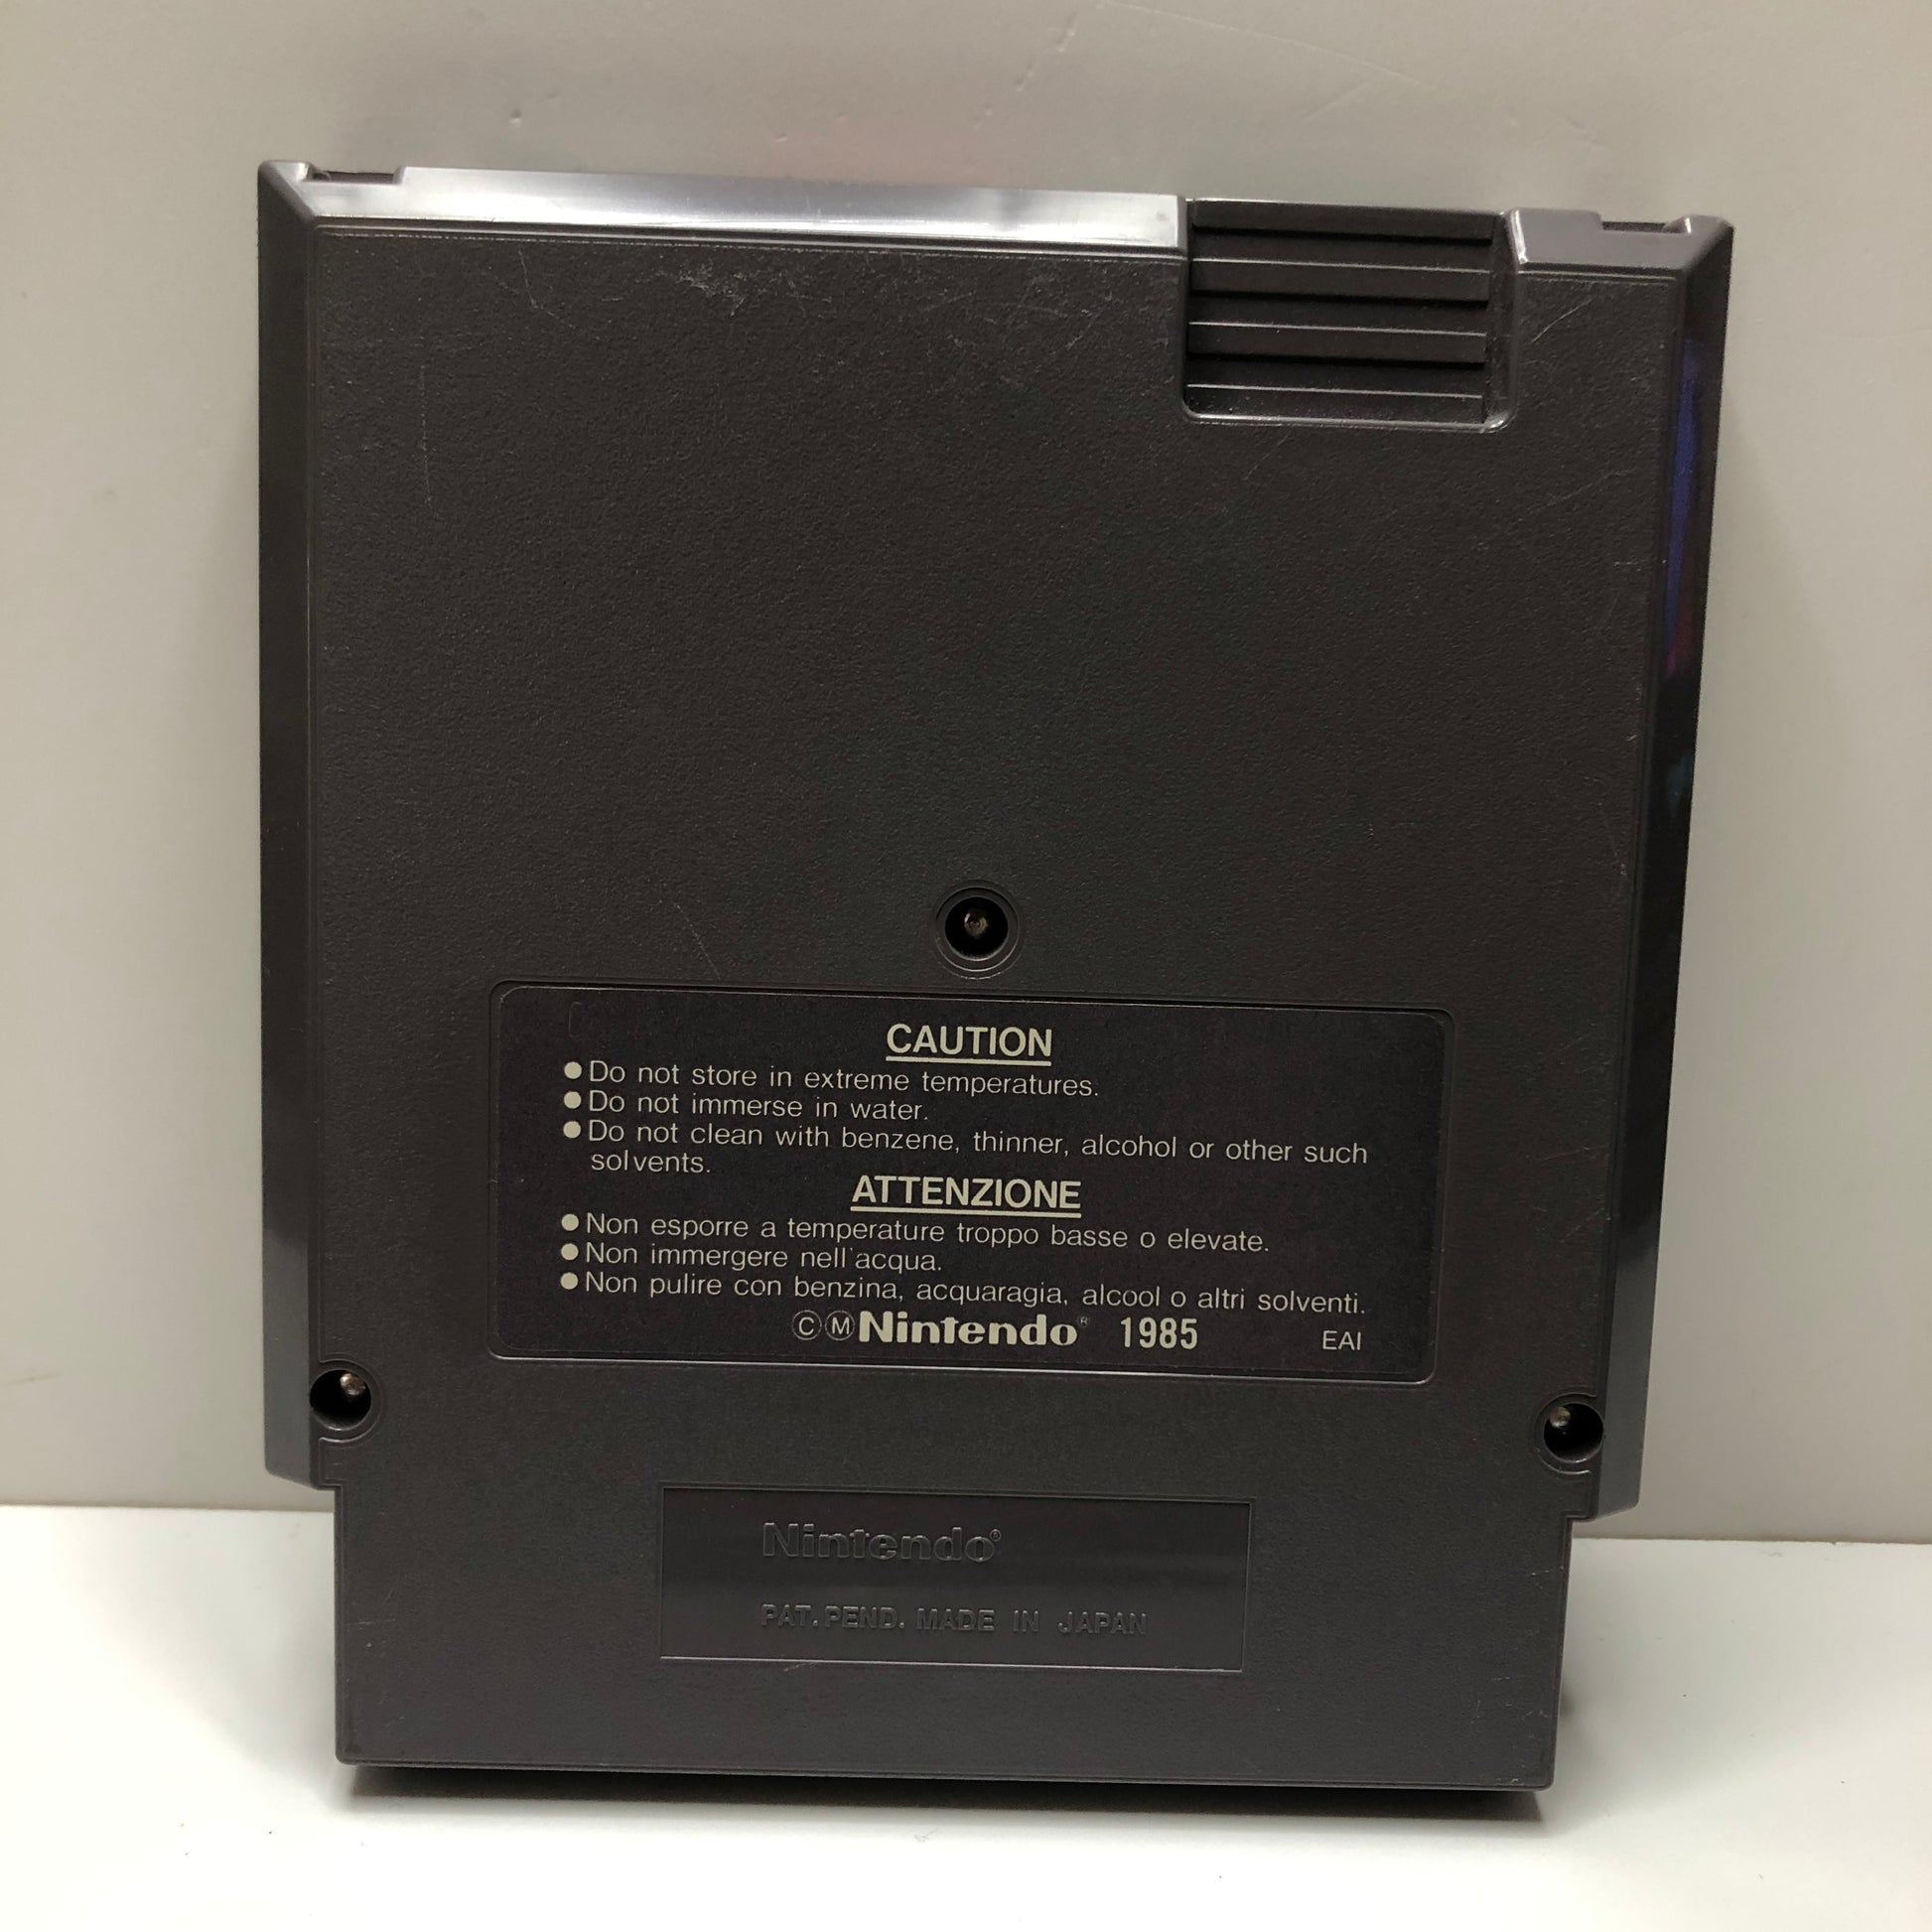 CAUTION
●Do not store in extreme temperatures.
●Do not immerse in water.
●Do not clean with benzene, thinner, alcohol or other such
solvents.
ATTENZIONE
●Non esporre a temperature troppo basse o elevate.
●Non immergere nell'acqua.
●Non pulire con benzina, acquaragia, alcool o altri solventi.
ⒸⓂNintendo® 1985 EAI
Nintendo®
PAT. PEND. MADE IN JAPAN